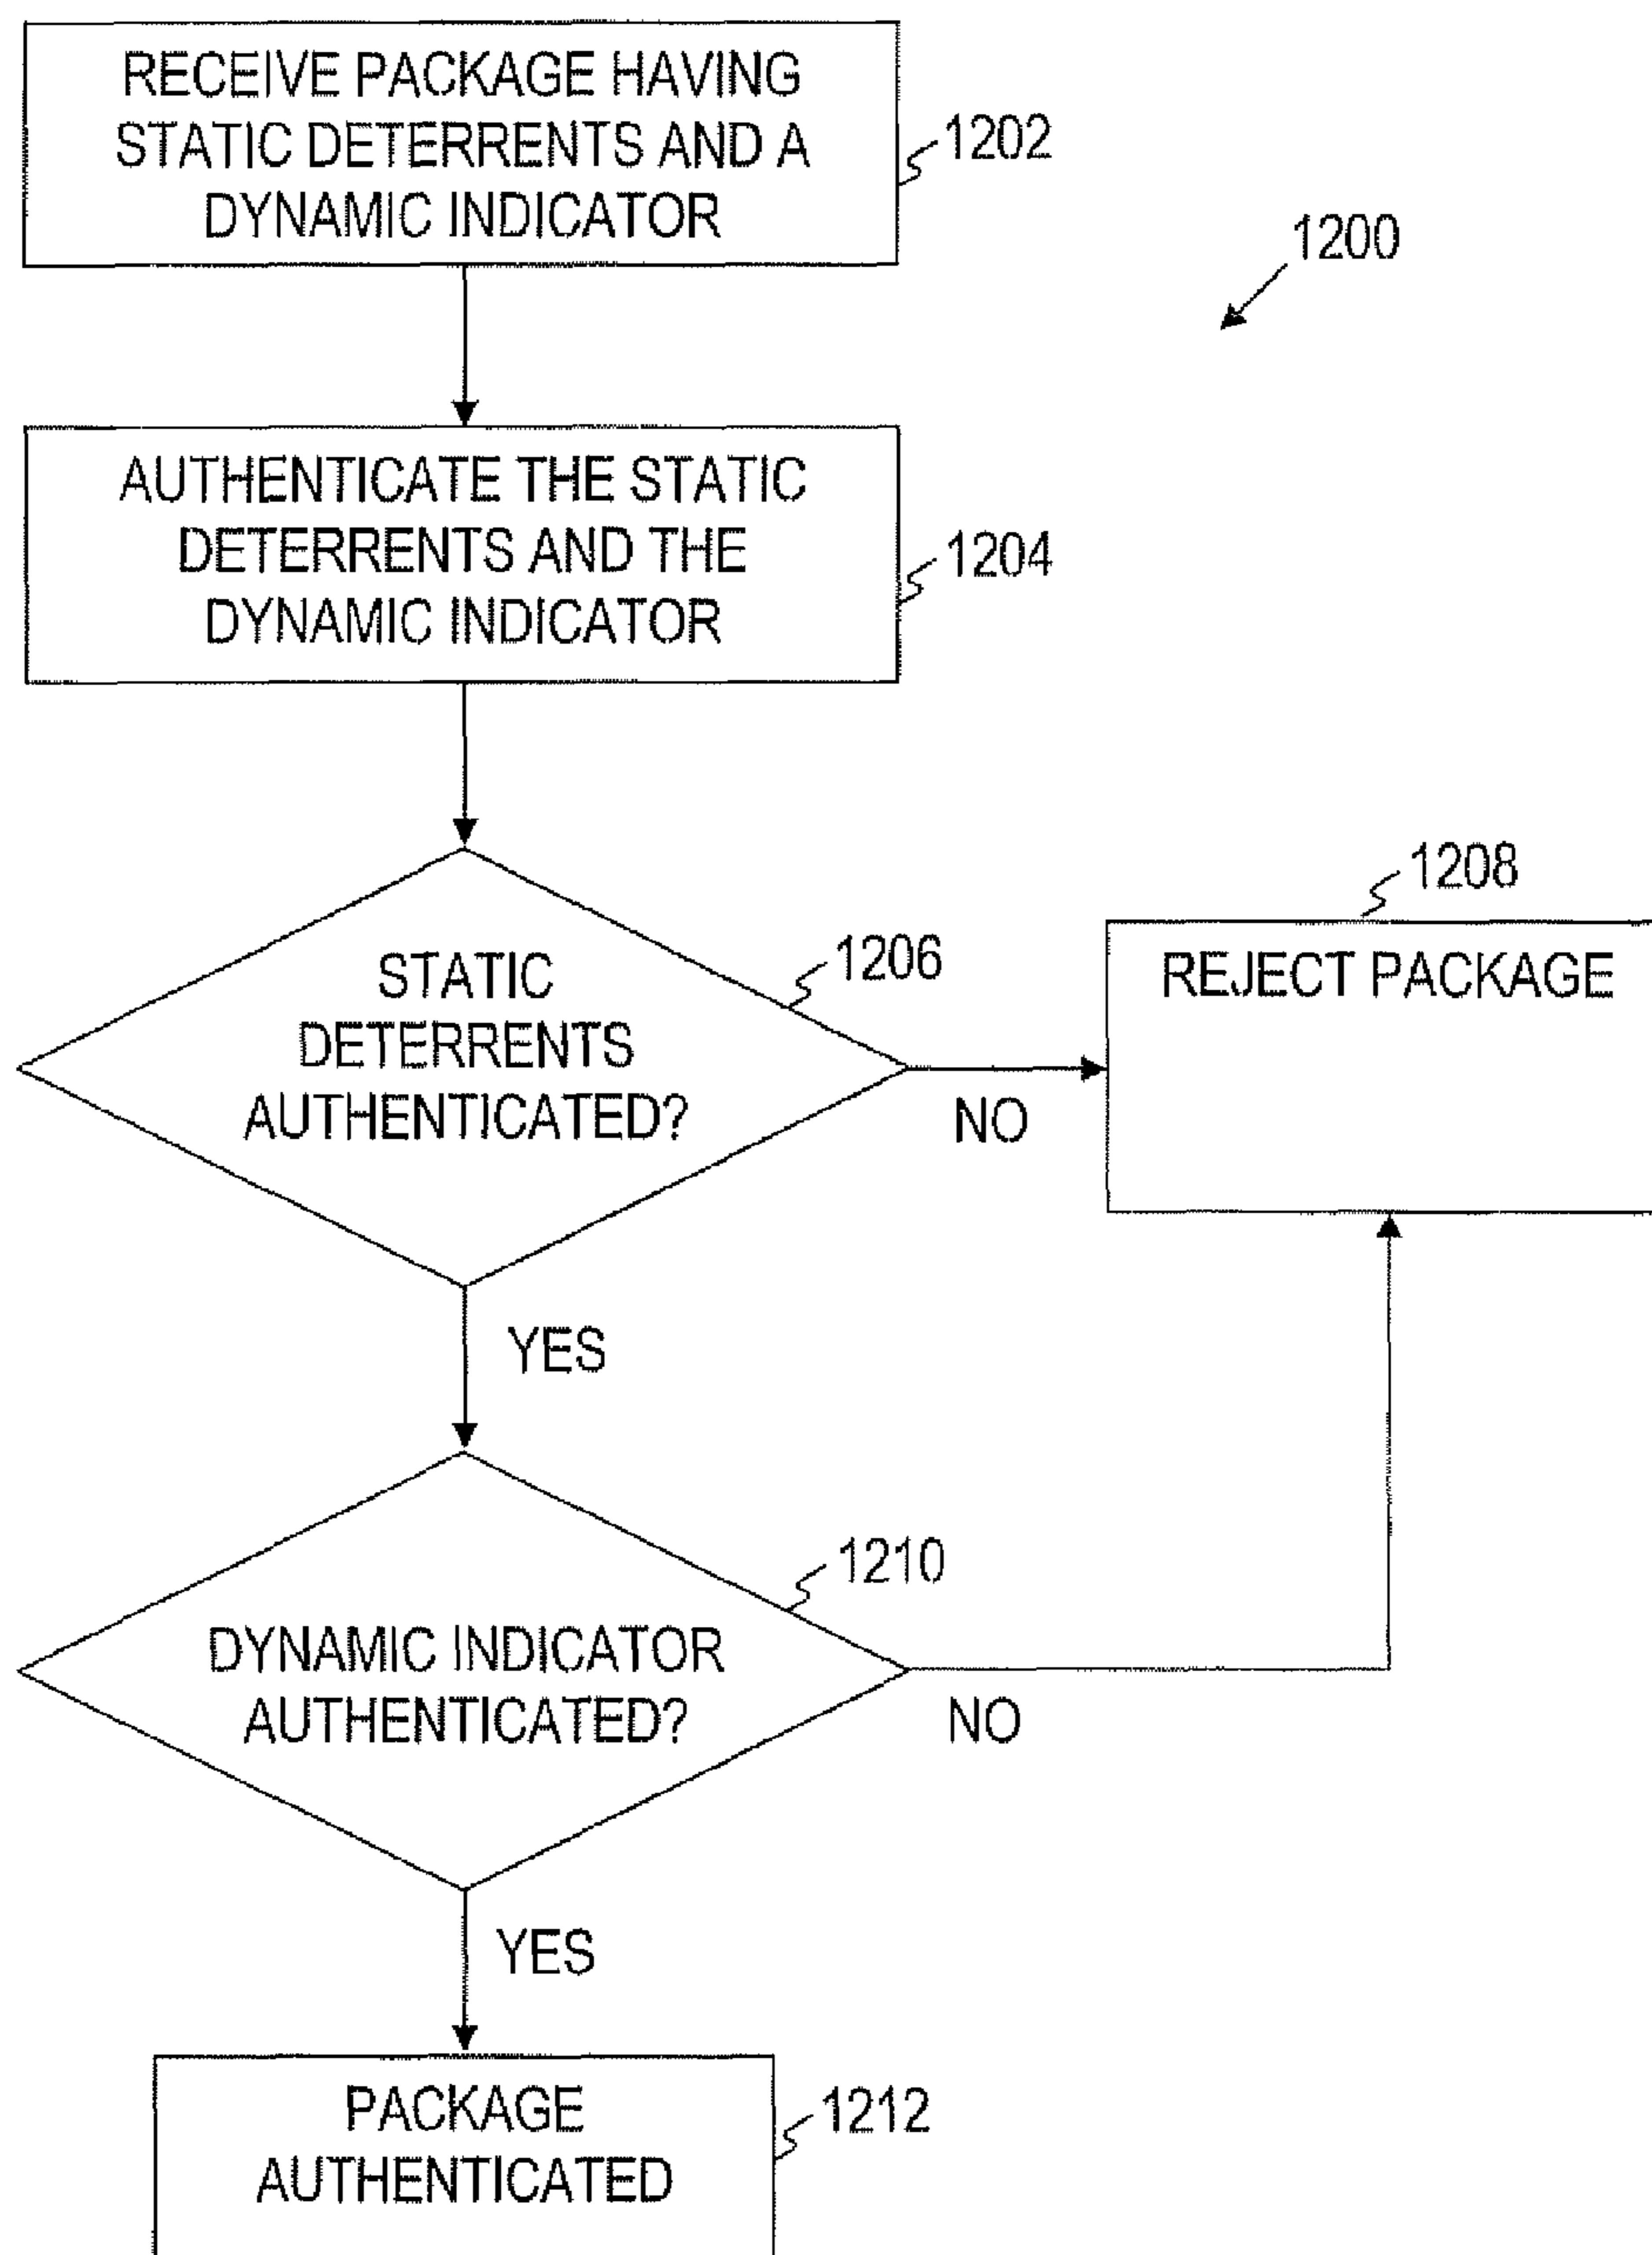 RECEIVE PACKAGE HAVING
STATIC DETERRENTS AND A
DYNAMIC INDICATOR
1202
1200
AUTHENTICATE THE STATIC
DETERRENTS AND THE
DYNAMIC INDICATOR
1204
STATIC
DETERRENTS
AUTHENTICATED?
1206
NO
1208
REJECT PACKAGE
YES
DYNAMIC INDICATOR
AUTHENTICATED?
1210
NO
YES
PACKAGE
AUTHENTICATED
1212